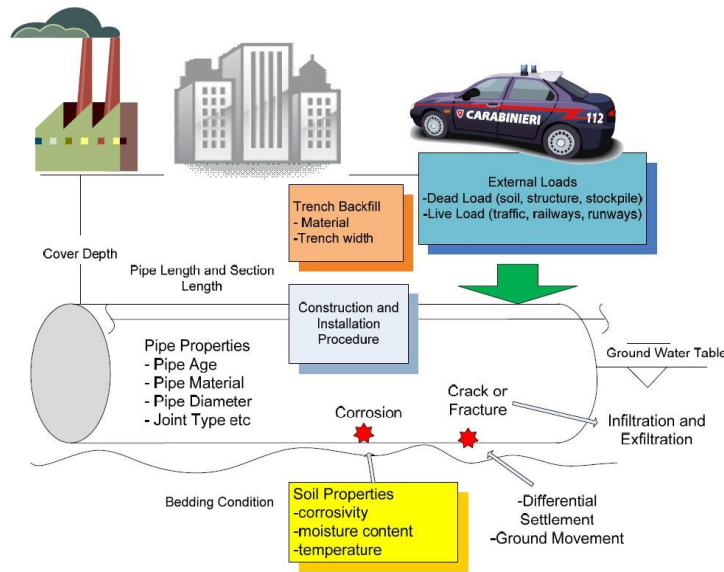 CARABINIERI
112
External Loads
-Dead Load (soil, structure, stockpile)
-Live Load (traffic, railways, runways)
Trench Backfill
- Material
-Trench width
Cover Depth
Pipe Length and Section
Length
Construction and
Installation
Procedure
Ground Water Table
Pipe Properties
- Pipe Age
- Pipe Material
- Pipe Diameter
- Joint Type etc
Corrosion
Crack or
Fracture
Infiltration and
Exfiltration
Bedding Condition
Soil Properties
-corrosivity
-moisture content
-temperature
-Differential
Settlement
-Ground Movement